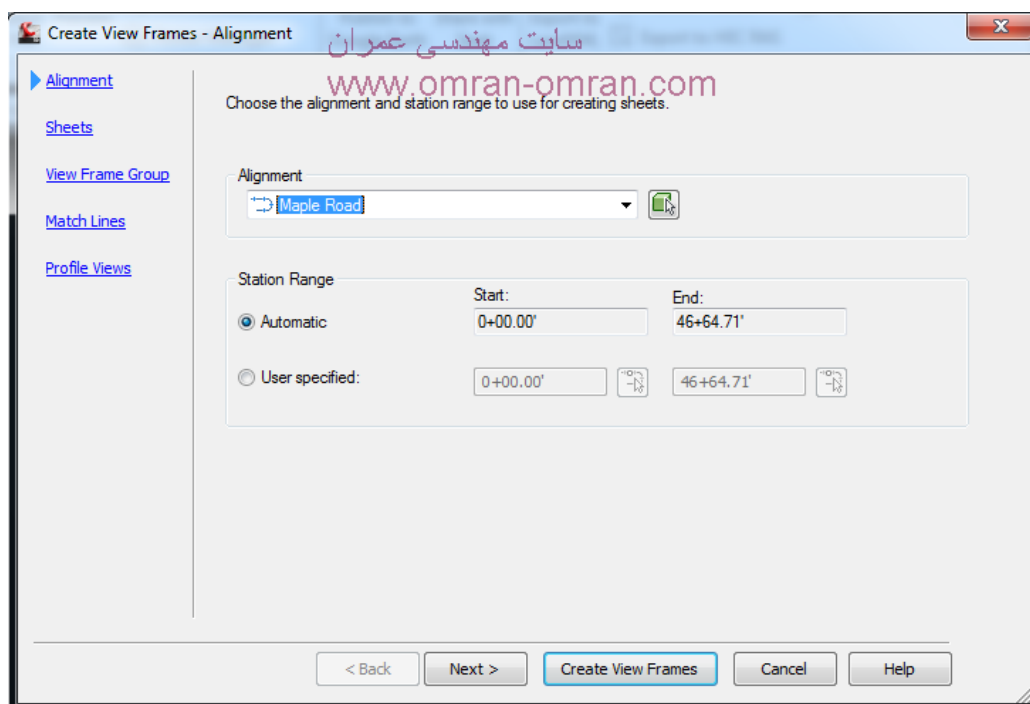 Create View Frames - Alignment
سایت مهندسی عمران
www.omran-omran.com
Alignment
Sheets
View Frame Group
Match Lines
Profile Views
Choose the alignment and station range to use for creating sheets.
Alignment
Maple Road
Station Range
Start:
End:
Automatic
0+00.00'
46+64.71'
User specified:
0+00.00'
46+64.71'
< Back
Next >
Create View Frames
Cancel
Help